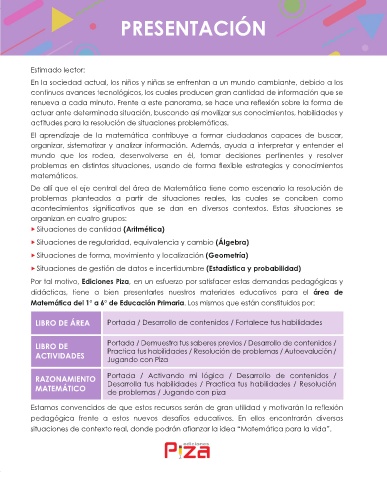 PRESENTACIÓN
Estimado lector:
En la sociedad actual, los niños y niñas se enfrentan a un mundo cambiante, debido a los
continuos avances tecnológicos, los cuales producen gran cantidad de información que se
renueva a cada minuto. Frente a este panorama, se hace una reflexión sobre la forma de
actuar ante determinada situación, buscando así movilizar sus conocimientos, habilidades y
actitudes para la resolución de situaciones problemáticas.
El aprendizaje de la matemática contribuye a formar ciudadanos capaces de buscar,
organizar, sistematizar y analizar información. Además, ayuda a interpretar y entender el
mundo que los rodea, desenvolverse en él, tomar decisiones pertinentes y resolver
problemas en distintas situaciones, usando de forma flexible estrategias y conocimientos
matemáticos.
De allí que el eje central del área de Matemática tiene como escenario la resolución de
problemas planteados a partir de situaciones reales, las cuales se conciben como
acontecimientos significativos que se dan en diversos contextos. Estas situaciones se
organizan en cuatro grupos:
Situaciones de cantidad (Aritmética)
Situaciones de regularidad, equivalencia y cambio (Álgebra)
Situaciones de forma, movimiento y localización (Geometría)
Situaciones de gestión de datos e incertidumbre (Estadística y probabilidad)
Por tal motivo, Ediciones Piza, en un esfuerzo por satisfacer estas demandas pedagógicas y
didácticas, tiene a bien presentarles nuestros materiales educativos para el área de
Matemática del 1° a 6° de Educación Primaria. Los mismos que están constituidos por:
LIBRO DE ÁREA
Portada / Desarrollo de contenidos / Fortalece tus habilidades
LIBRO DE
ACTIVIDADES
Portada / Demuestra tus saberes previos / Desarrollo de contenidos /
Practica tus habilidades / Resolución de problemas / Autoevalución /
Jugando con Piza
RAZONAMIENTO
MATEMÁTICO
Portada / Activando mi lógica / Desarrollo de contenidos /
Desarrolla tus habilidades / Practica tus habilidades / Resolución
de problemas / Jugando con piza
Estamos convencidos de que estos recursos serán de gran utilidad y motivarán la reflexión
pedagógica frente a estos nuevos desafíos educativos. En ellos encontrarán diversas
situaciones de contexto real, donde podrán afianzar la idea "Matemática para la vida".
ediciones
Piza